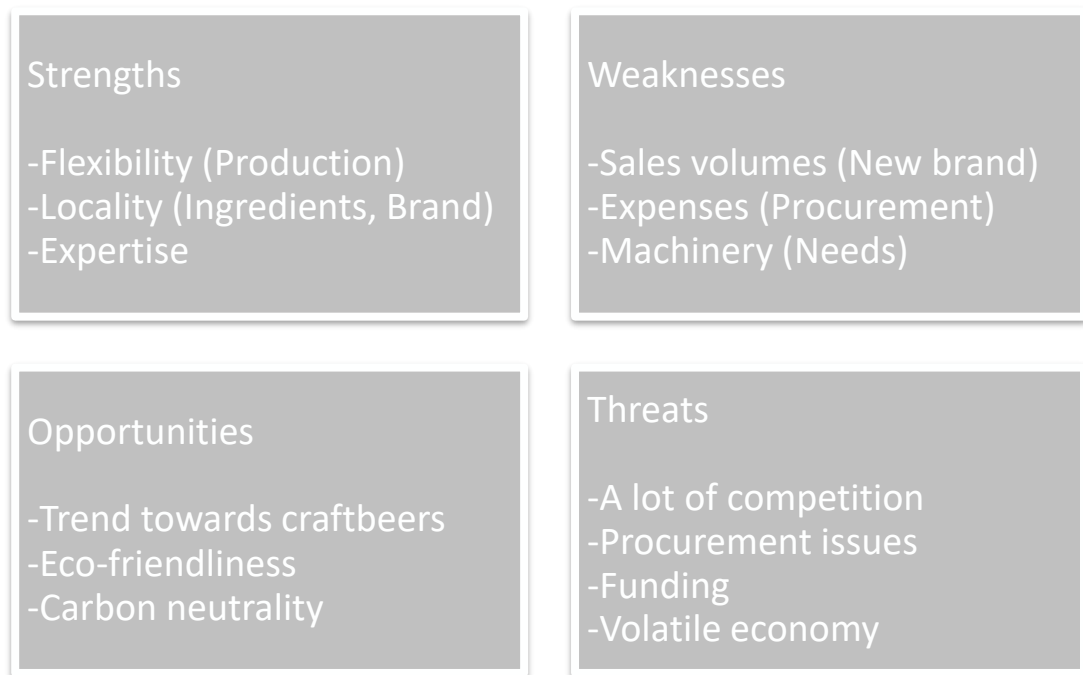 Strengths
-Flexibility (Production)
-Locality (Ingredients, Brand)
-Expertise
Weaknesses
-Sales volumes (New brand)
-Expenses (Procurement)
-Machinery (Needs)
Opportunities
-Trend towards craftbeers
-Eco-friendliness
-Carbon neutrality
Threats
-A lot of competition
-Procurement issues
-Funding
-Volatile economy